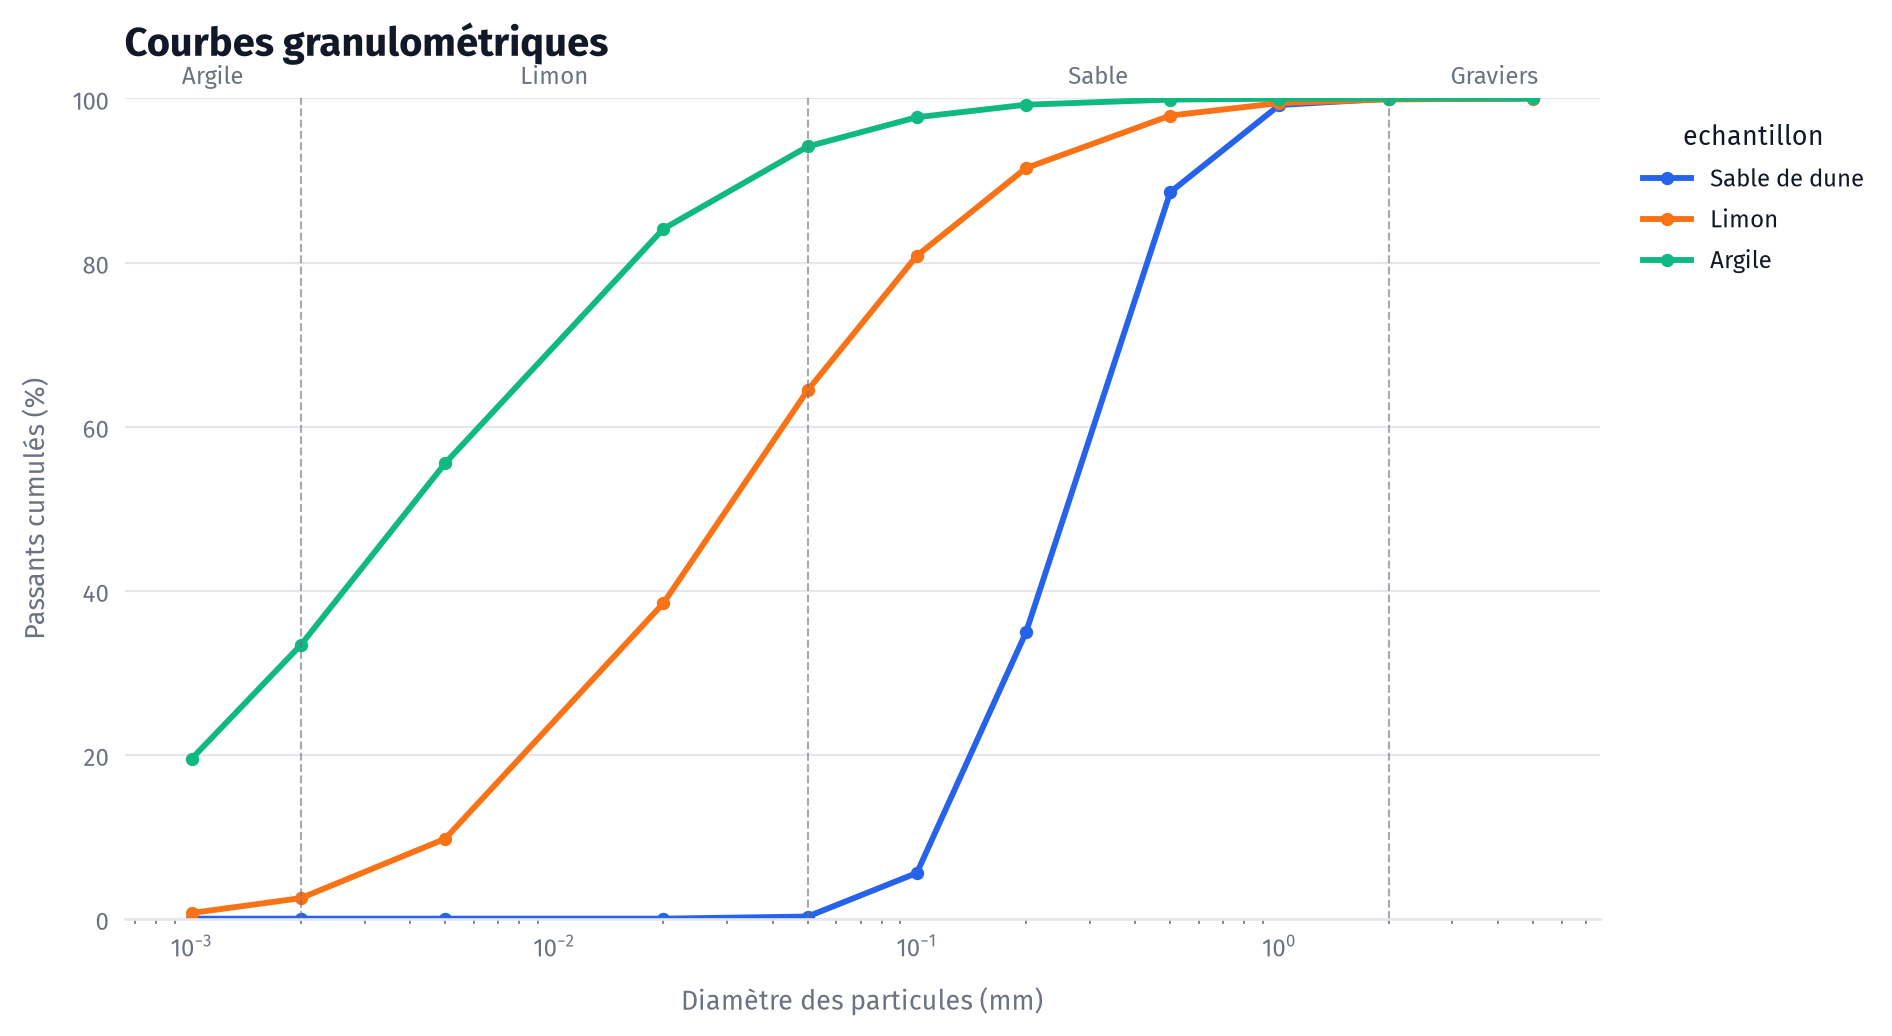 Courbes granulométriques
Argile Limon Sable Graviers
100
80
60
40
20
0
Passants cumulés (%)
10⁻³ 10⁻² 10⁻¹ 10⁰
Diamètre des particules (mm)
echantillon
Sable de dune
Limon
Argile